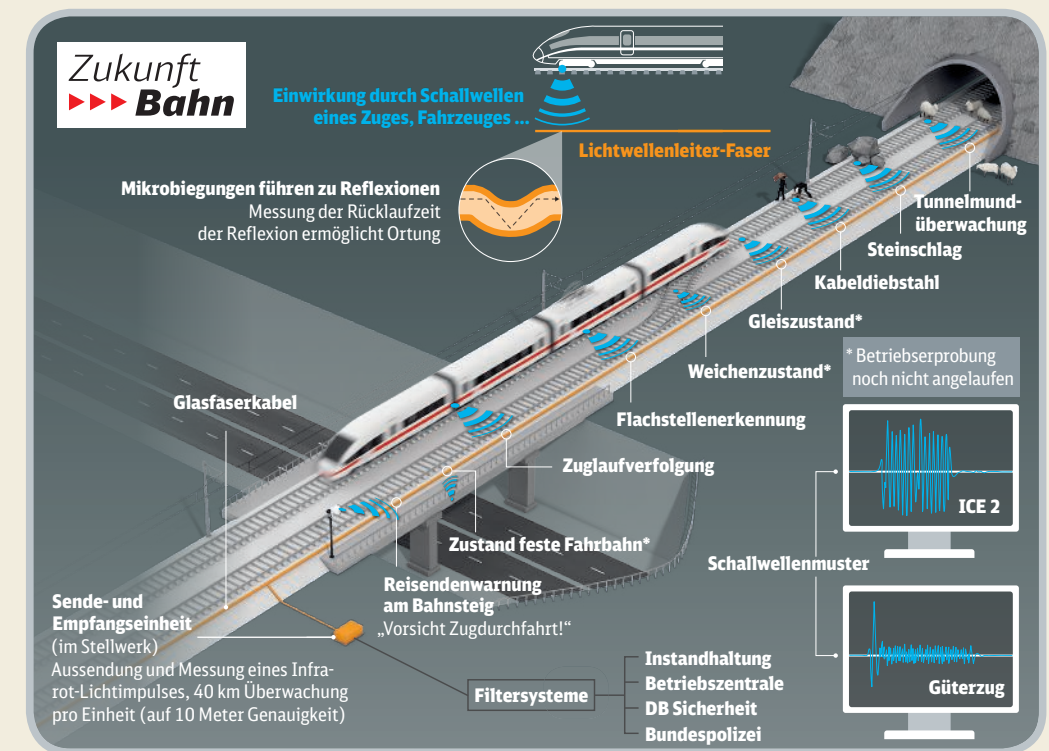 Zukunft
Bahn
Einwirkung durch Schallwellen
eines Zuges, Fahrzeuges ...
Lichtwellenleiter-Faser
Mikrobiegungen führen zu Reflexionen
Messung der Rücklaufzeit
der Reflexion ermöglicht Ortung
Tunnelmund-
überwachung
Steinschlag
Kabeldiebstahl
Gleiszustand*
Weichenzustand*
* Betriebserprobung
noch nicht angelaufen
Flachstellenerkennung
Glasfaserkabel
Zuglaufverfolgung
Zustand feste Fahrbahn*
Reisendenwarnung
am Bahnsteig
„Vorsicht Zugdurchfahrt!“
Schallwellenmuster
ICE 2
Güterzug
Sende- und
Empfangseinheit
(im Stellwerk)
Aussendung und Messung eines Infra-
rot-Lichtimpulses, 40 km Überwachung
pro Einheit (auf 10 Meter Genauigkeit)
Filtersysteme
Instandhaltung
Betriebszentrale
DB Sicherheit
Bundespolizei